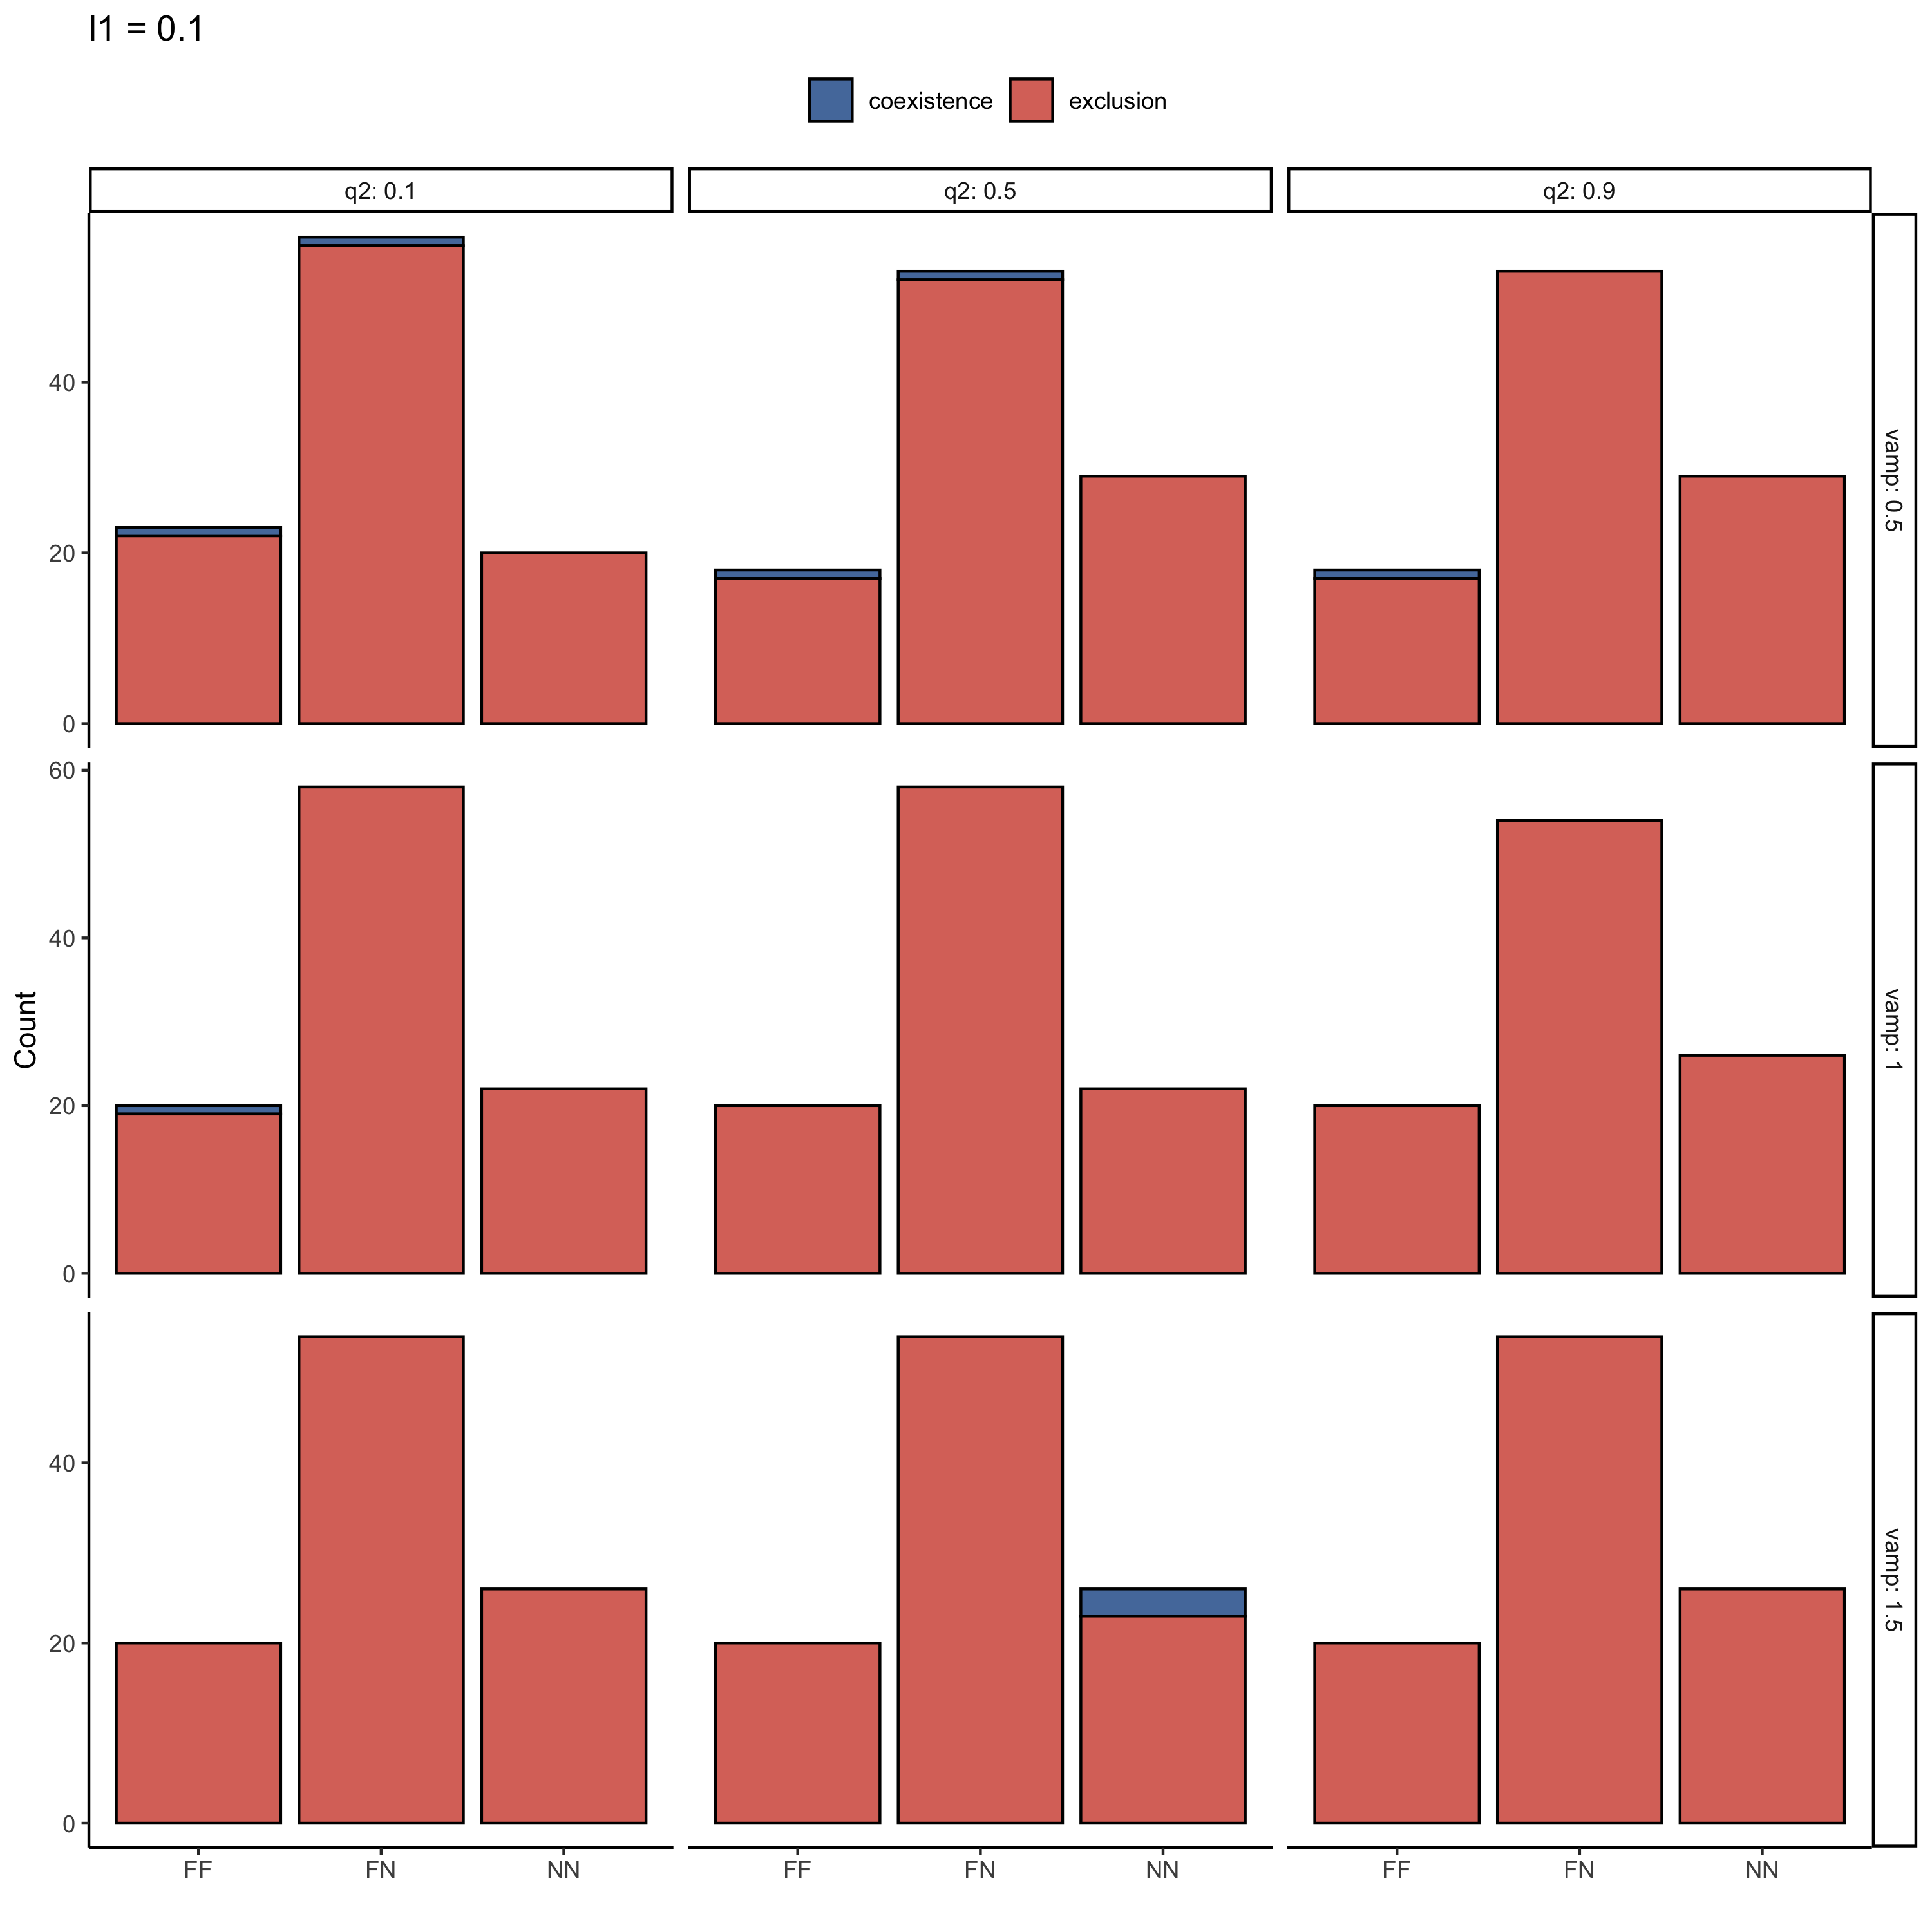 l1 = 0.1
coexistence exclusion
q2: 0.1 q2: 0.5 q2: 0.9
40
20
0
vamp: 0.5
60
40
20
0
vamp: 1
Count
40
20
0
vamp: 1.5
FF FN NN FF FN NN FF FN NN